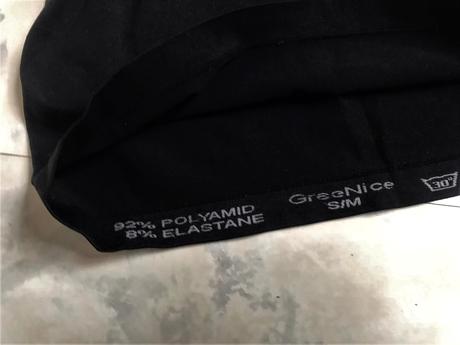 92% POLYAMID
8% ELASTANE
GreeNice
S/M
30°